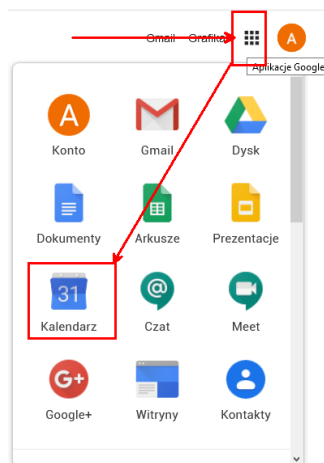 Gmail Grafika
A
Aplikacje Google
A
Konto Gmail Dysk
Dokumenty Arkusze Prezentacje
31
@
Kalendarz Czat Meet
G+
Google+ Witryny Kontakty